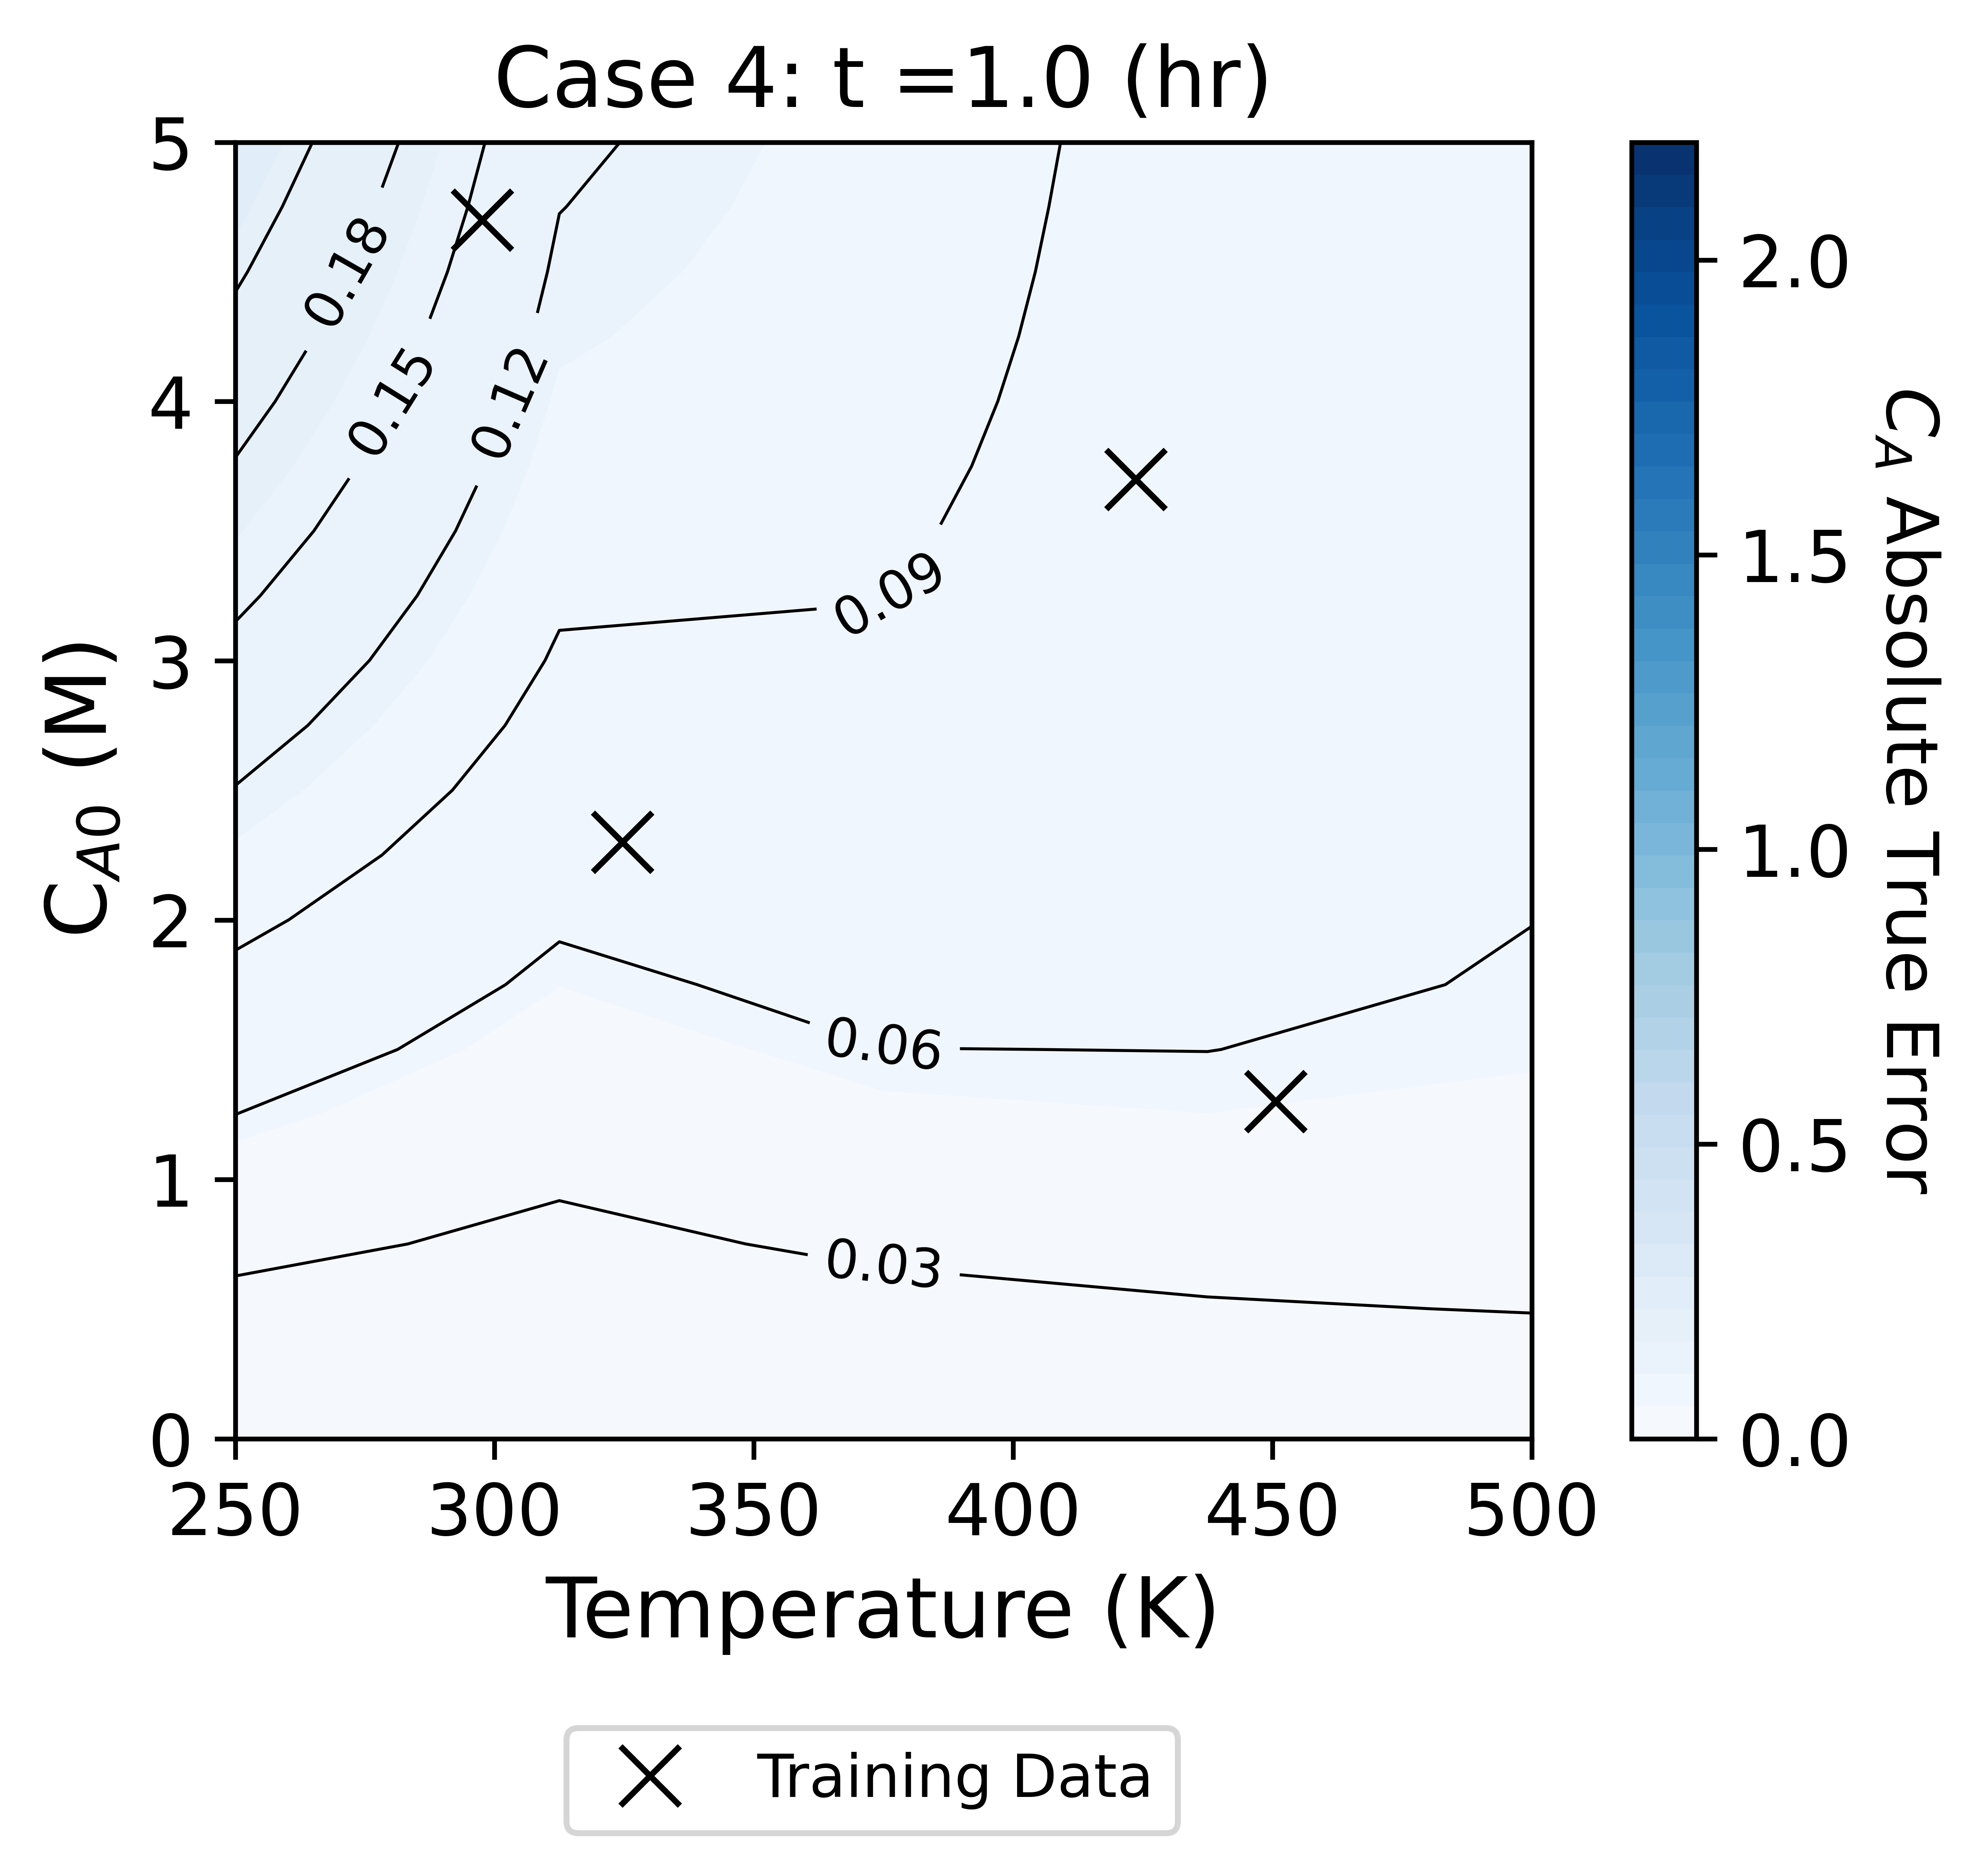 Case 4: t =1.0 (hr)
5
4
3
2
1
0
C_{A0} (M)
0.18
0.15
0.12
0.09
0.06
0.03
250 300 350 400 450 500
Temperature (K)
2.0
1.5
1.0
0.5
0.0
C_A Absolute True Error
Training Data